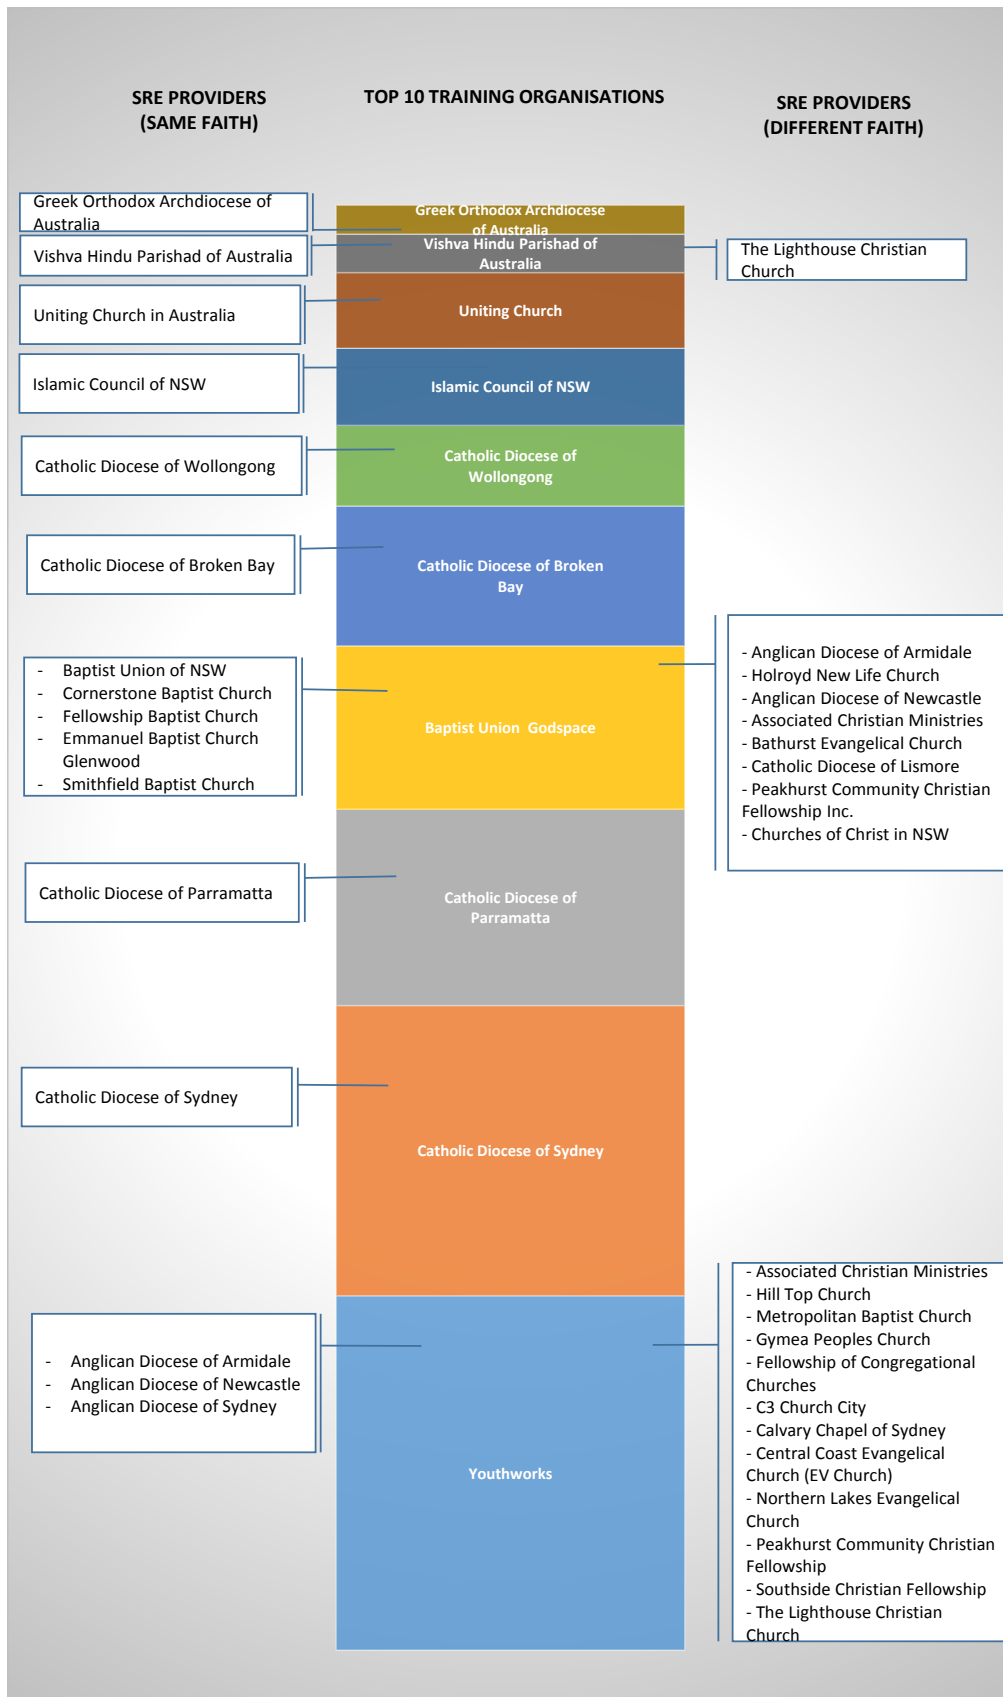 SRE PROVIDERS
(SAME FAITH)
TOP 10 TRAINING ORGANISATIONS
SRE PROVIDERS
(DIFFERENT FAITH)
Greek Orthodox Archdiocese of
Australia
Greek Orthodox Archdiocese
of Australia
Vishva Hindu Parishad of Australia
Vishva Hindu Parishad of
Australia
The Lighthouse Christian
Church
Uniting Church in Australia
Uniting Church
Islamic Council of NSW
Islamic Council of NSW
Catholic Diocese of Wollongong
Catholic Diocese of
Wollongong
Catholic Diocese of Broken Bay
Catholic Diocese of Broken
Bay
- Baptist Union of NSW
- Cornerstone Baptist Church
- Fellowship Baptist Church
- Emmanuel Baptist Church
Glenwood
- Smithfield Baptist Church
Baptist Union Godspace
- Anglican Diocese of Armidale
- Holroyd New Life Church
- Anglican Diocese of Newcastle
- Associated Christian Ministries
- Bathurst Evangelical Church
- Catholic Diocese of Lismore
- Peakhurst Community Christian
Fellowship Inc.
- Churches of Christ in NSW
Catholic Diocese of Parramatta
Catholic Diocese of
Parramatta
Catholic Diocese of Sydney
Catholic Diocese of Sydney
- Anglican Diocese of Armidale
- Anglican Diocese of Newcastle
- Anglican Diocese of Sydney
Youthworks
- Associated Christian Ministries
- Hill Top Church
- Metropolitan Baptist Church
- Gymea Peoples Church
- Fellowship of Congregational
Churches
- C3 Church City
- Calvary Chapel of Sydney
- Central Coast Evangelical
Church (EV Church)
- Northern Lakes Evangelical
Church
- Peakhurst Community Christian
Fellowship
- Southside Christian Fellowship
- The Lighthouse Christian
Church